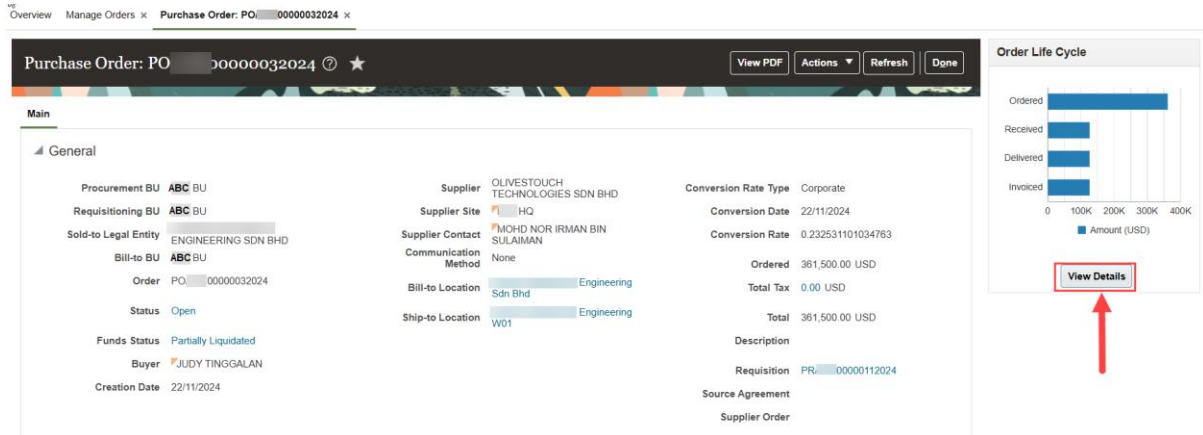 Overview Manage Orders × Purchase Order: PO 00000032024 ×
Purchase Order: PO 00000032024 ? ★
View PDF Actions ▼ Refresh Done
Main
General
Procurement BU ABC BU
Requisitioning BU ABC BU
Sold-to Legal Entity
ENGINEERING SDN BHD
Bill-to BU ABC BU
Order PO 00000032024
Status Open
Funds Status Partially Liquidated
Buyer JUDY TINGGALAN
Creation Date 22/11/2024
Supplier OLIVESTOUCH
TECHNOLOGIES SDN BHD
Supplier Site HQ
Supplier Contact MOHD NOR IRMAN BIN
SULAIMAN
Communication
Method None
Bill-to Location Engineering
Sdn Bhd
Ship-to Location Engineering
W01
Conversion Rate Type Corporate
Conversion Date 22/11/2024
Conversion Rate 0.232531101034763
Ordered 361,500.00 USD
Total Tax 0.00 USD
Total 361,500.00 USD
Description
Requisition PR 00000112024
Source Agreement
Supplier Order
Order Life Cycle
Ordered
Received
Delivered
Invoiced
0 100K 200K 300K 400K
Amount (USD)
View Details